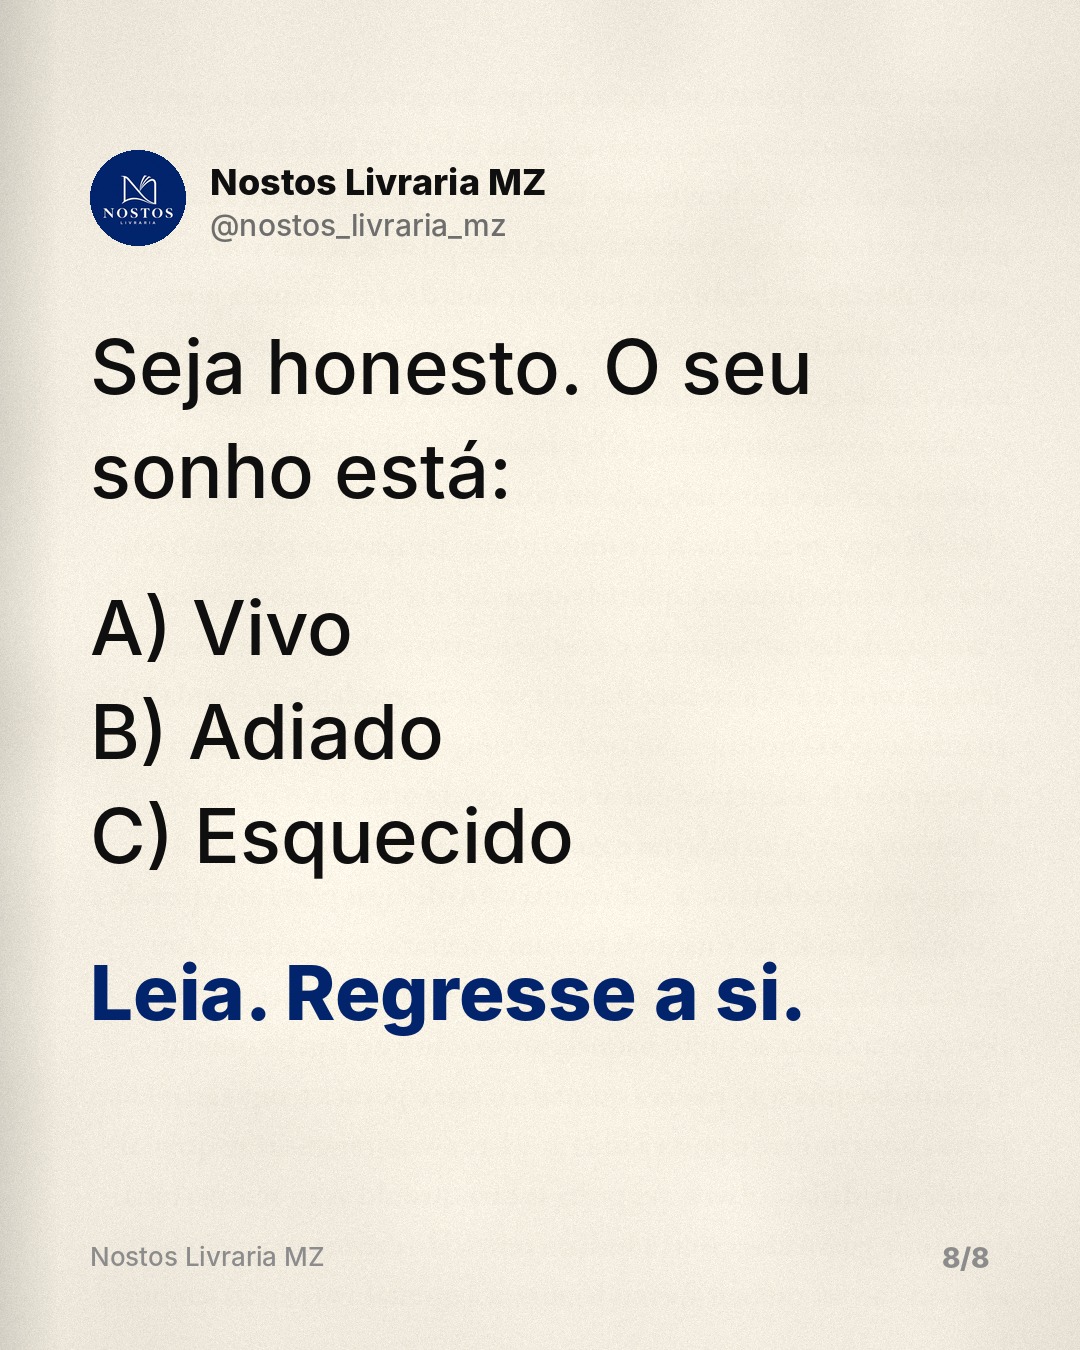 NOSTOS
LIVRARIA
Nostos Livraria MZ
@nostos_livraria_mz
Seja honesto. O seu
sonho está:
A) Vivo
B) Adiado
C) Esquecido
Leia. Regresse a si.
Nostos Livraria MZ
8/8